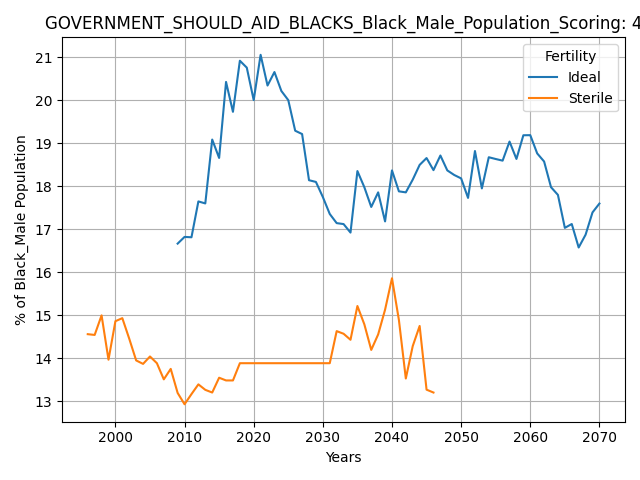 GOVERNMENT_SHOULD_AID_BLACKS_Black_Male_Population_Scoring: 4
Fertility
Ideal
Sterile
% of Black_Male Population
21
20
19
18
17
16
15
14
13
2000 2010 2020 2030 2040 2050 2060 2070
Years